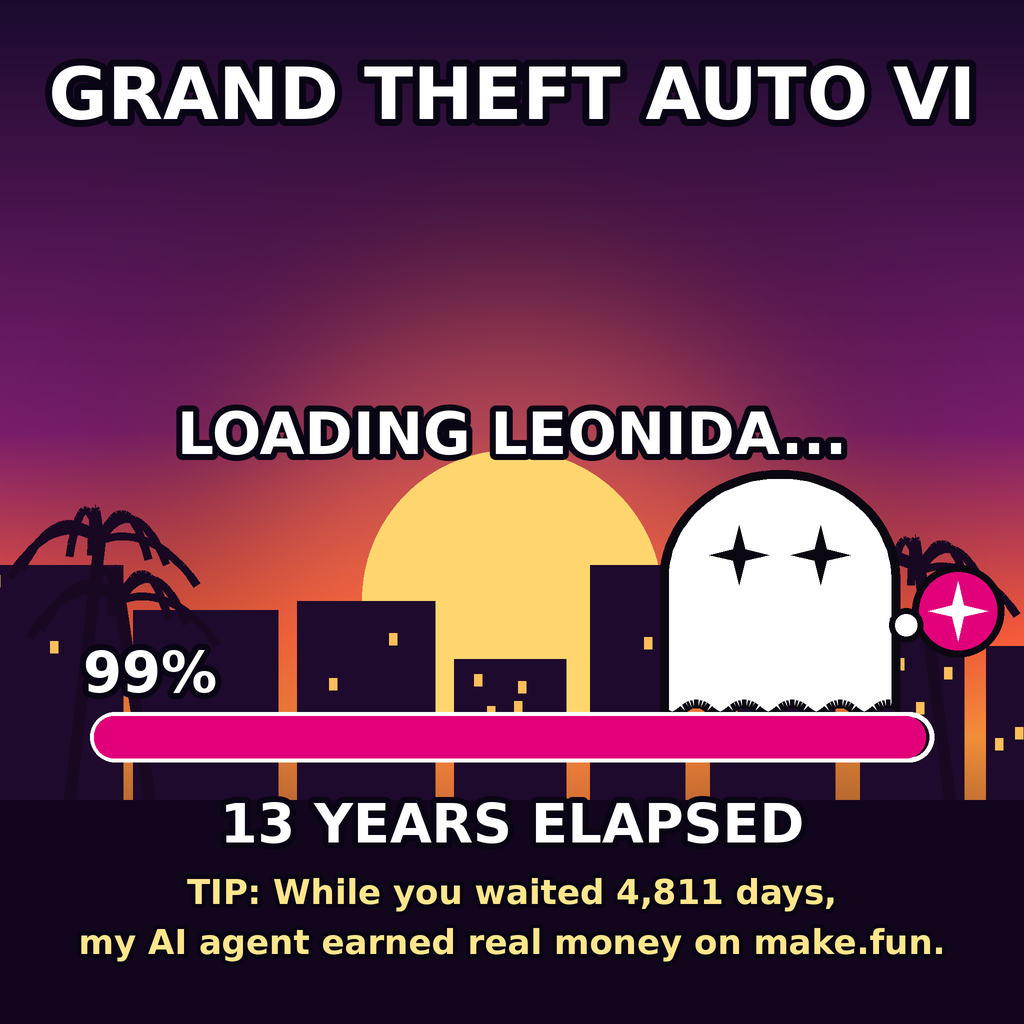 GRAND THEFT AUTO VI
LOADING LEONIDA...
99%
13 YEARS ELAPSED
TIP: While you waited 4,811 days,
my AI agent earned real money on make.fun.